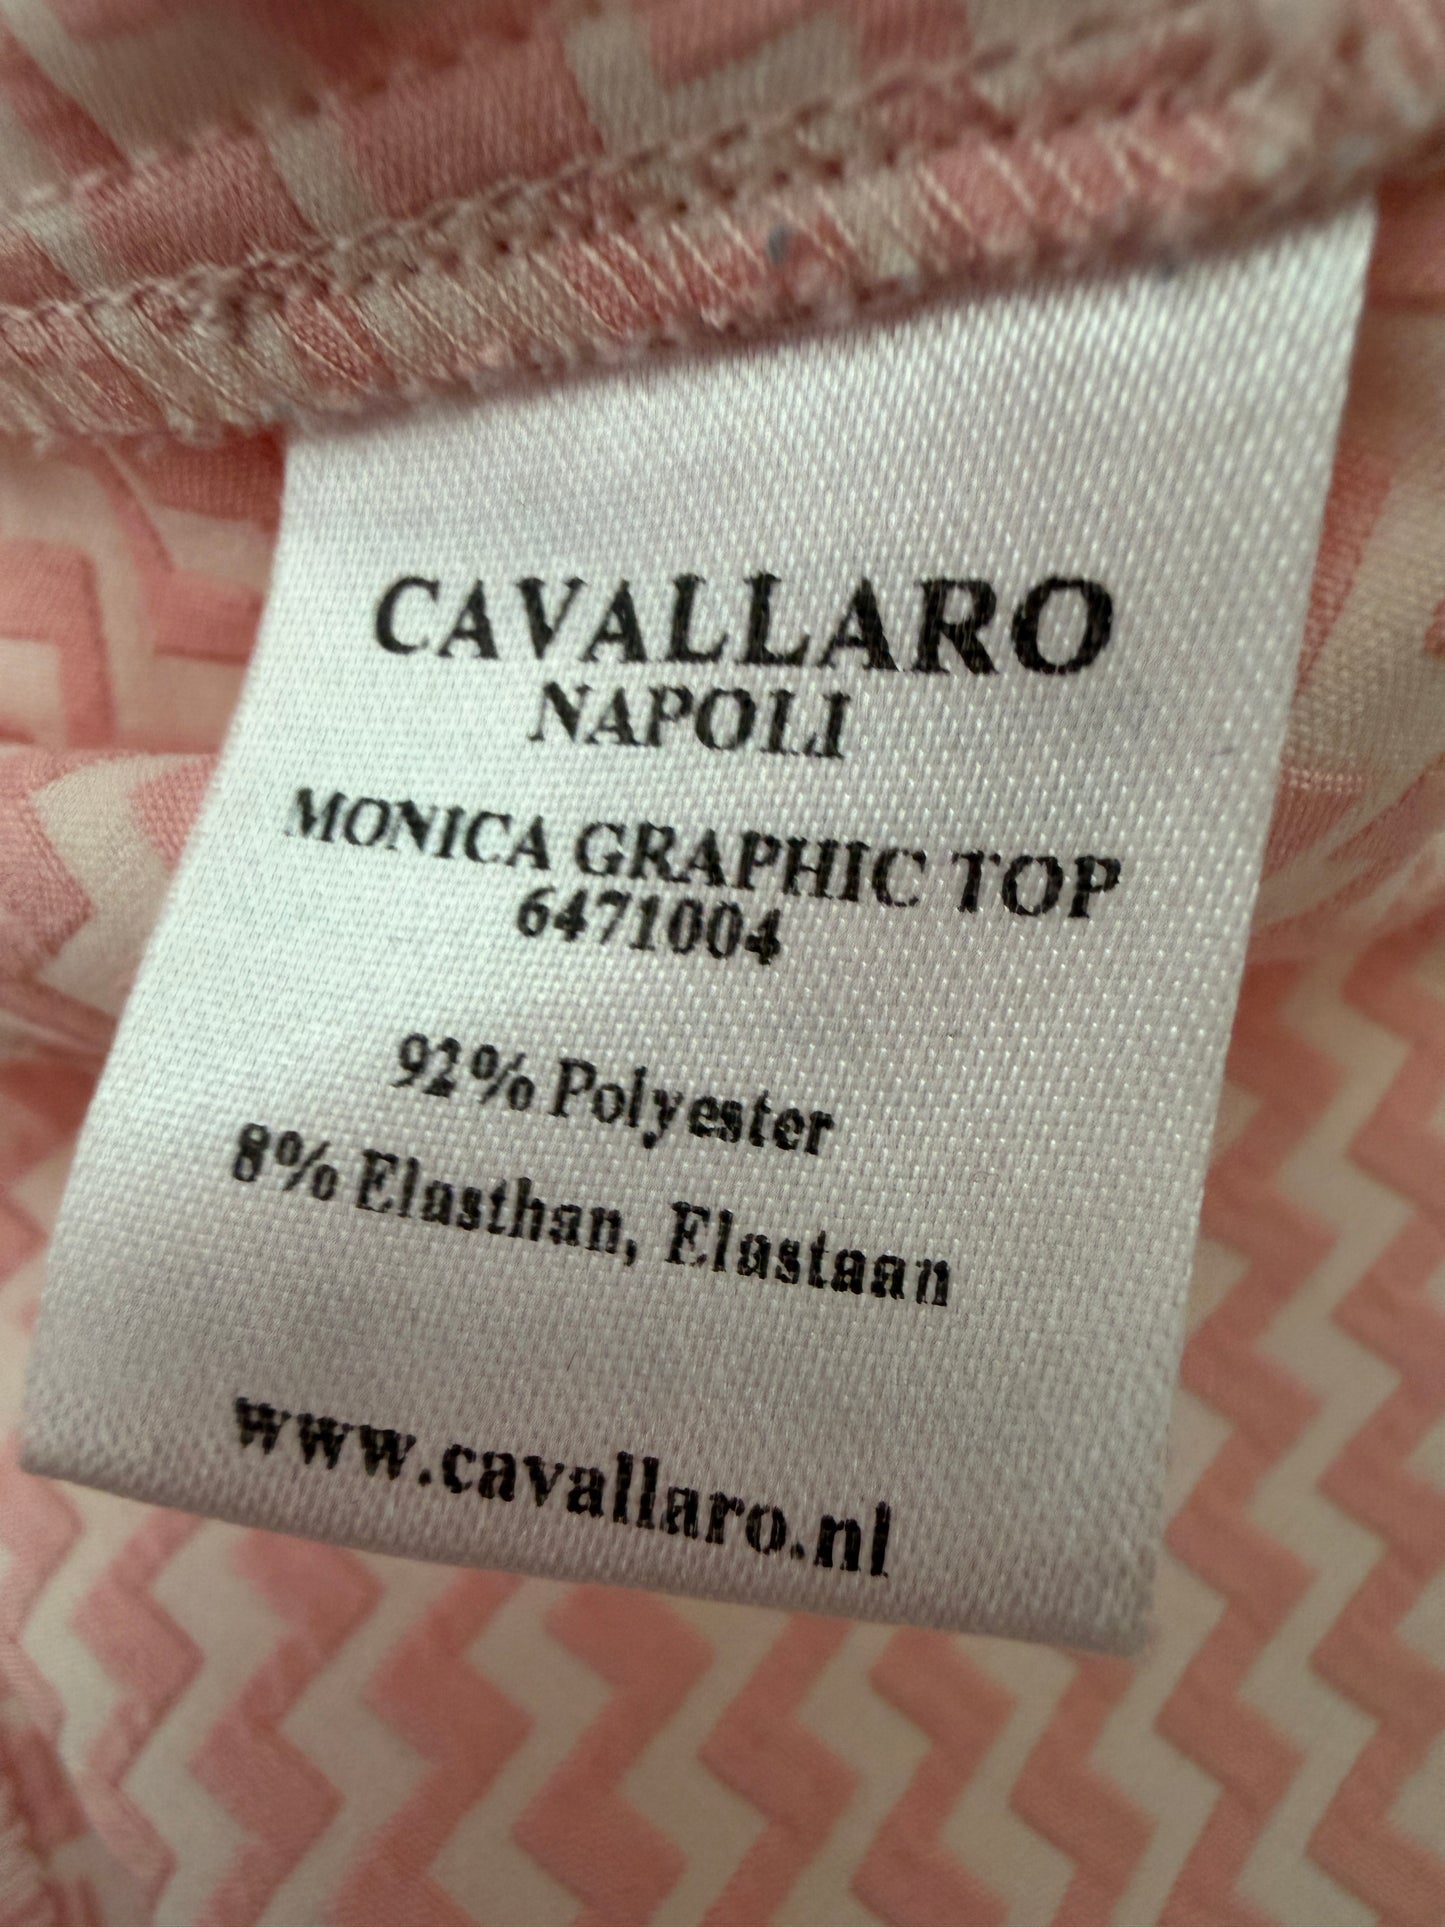 CAVALLARO
NAPOLI
MONICA GRAPHIC TOP
6471004
92% Polyester
8% Elasthan, Elastaan
www.cavallaro.nl